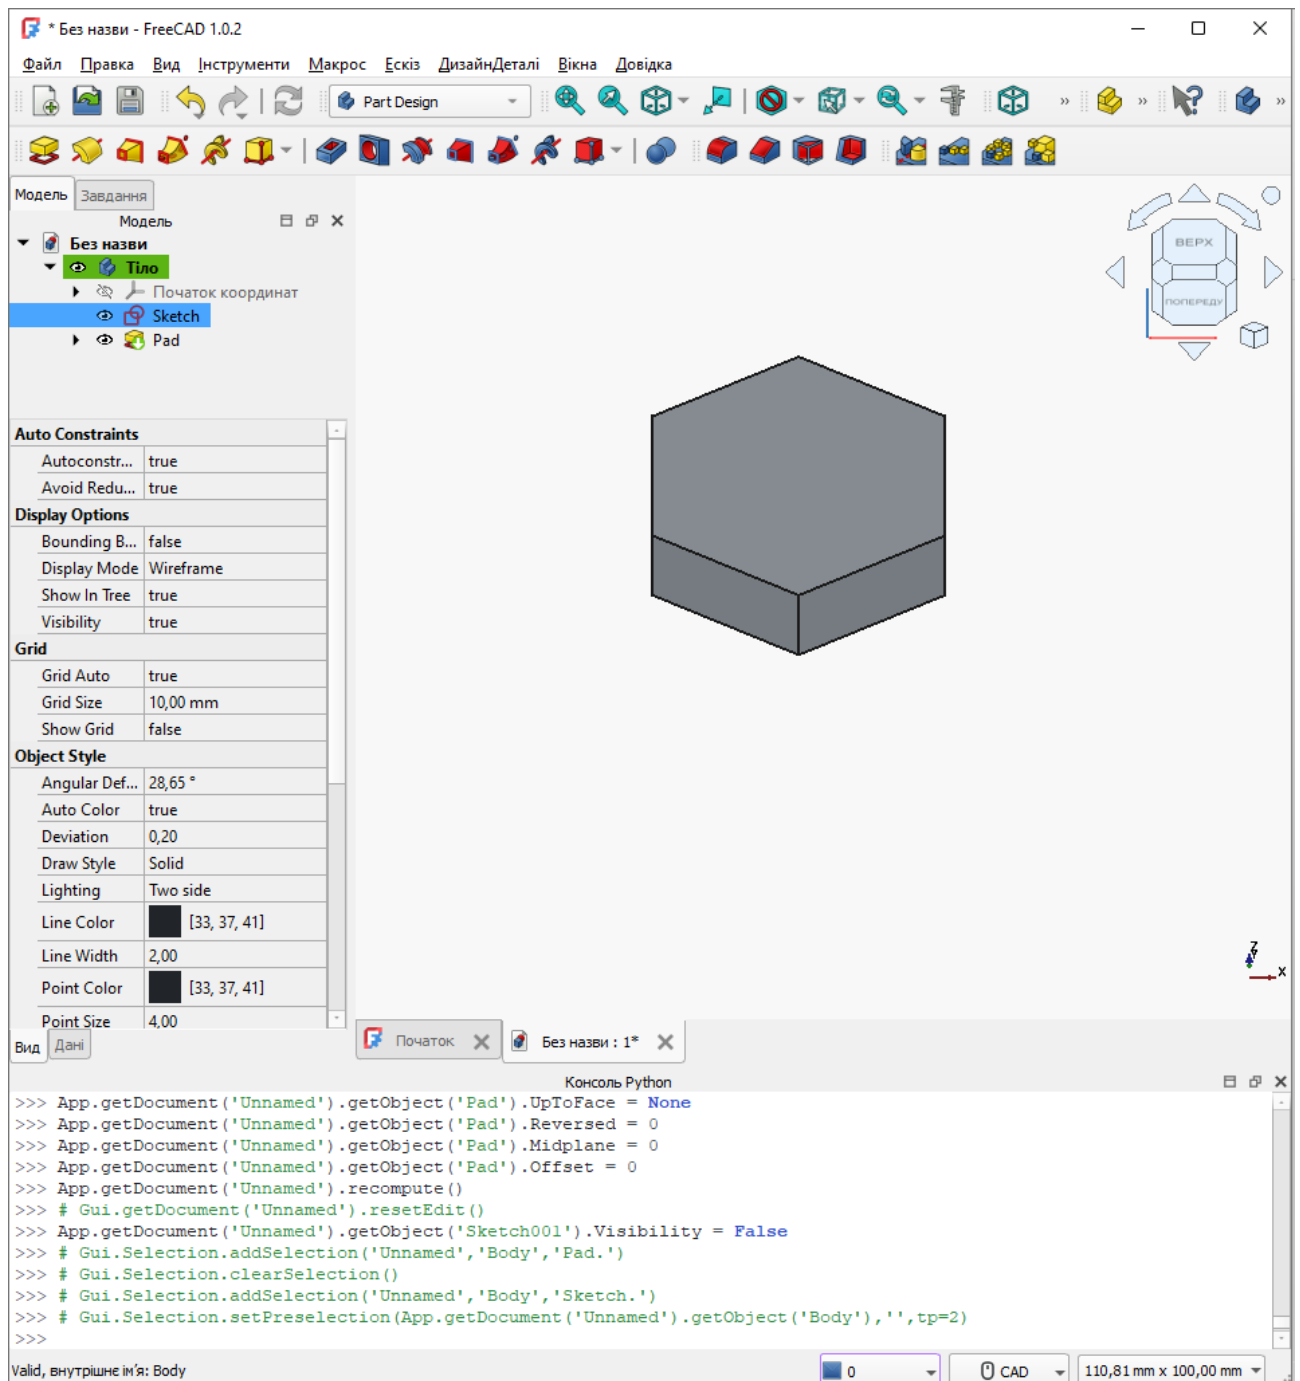 * Без назви - FreeCAD 1.0.2
Файл Правка Вид Інструменти Макрос Ескіз ДизайнДеталі Вікна Довідка
Part Design
»
»
»
Модель Завдання
Модель
Без назви
Тіло
Початок координат
Sketch
Pad
ВЕРХ
ПОПЕРЕДУ
Auto Constraints
Autoconstr... true
Avoid Redu... true
Display Options
Bounding B... false
Display Mode Wireframe
Show In Tree true
Visibility true
Grid
Grid Auto true
Grid Size 10,00 mm
Show Grid false
Object Style
Angular Def... 28,65 °
Auto Color true
Deviation 0,20
Draw Style Solid
Lighting Two side
Line Color [33, 37, 41]
Line Width 2,00
Point Color [33, 37, 41]
Point Size 4,00
Z
X
Вид Дані
Початок
Без назви : 1*
Консоль Python
>>> App.getDocument('Unnamed').getObject('Pad').UpToFace = None
>>> App.getDocument('Unnamed').getObject('Pad').Reversed = 0
>>> App.getDocument('Unnamed').getObject('Pad').Midplane = 0
>>> App.getDocument('Unnamed').getObject('Pad').Offset = 0
>>> App.getDocument('Unnamed').recompute()
>>> # Gui.getDocument('Unnamed').resetEdit()
>>> App.getDocument('Unnamed').getObject('Sketch001').Visibility = False
>>> # Gui.Selection.addSelection('Unnamed','Body','Pad.')
>>> # Gui.Selection.clearSelection()
>>> # Gui.Selection.addSelection('Unnamed','Body','Sketch.')
>>> # Gui.Selection.setPreselection(App.getDocument('Unnamed').getObject('Body'),'',tp=2)
>>>
Valid, внутрішнє ім'я: Body
0
CAD
110,81 mm x 100,00 mm